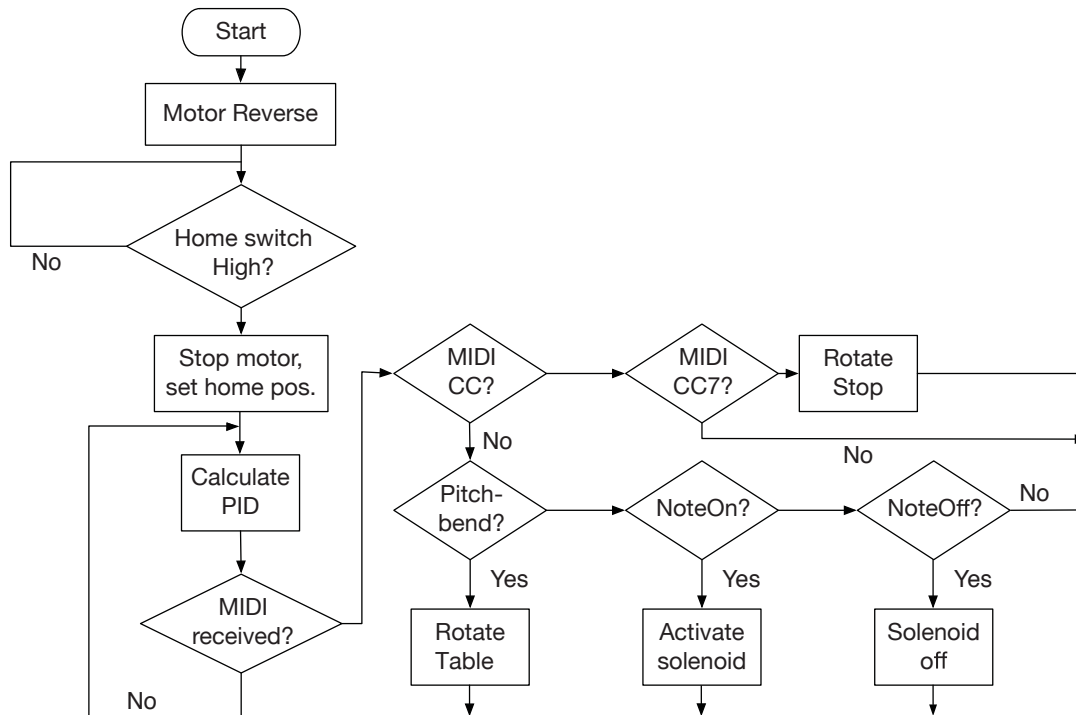 Start
Motor Reverse
Home switch
High?
No
Stop motor,
set home pos.
Calculate
PID
MIDI
received?
No
MIDI
CC?
No
MIDI
CC7?
No
Rotate
Stop
Pitch-
bend?
Yes
NoteOn?
Yes
NoteOff?
No
Yes
Rotate
Table
Activate
solenoid
Solenoid
off